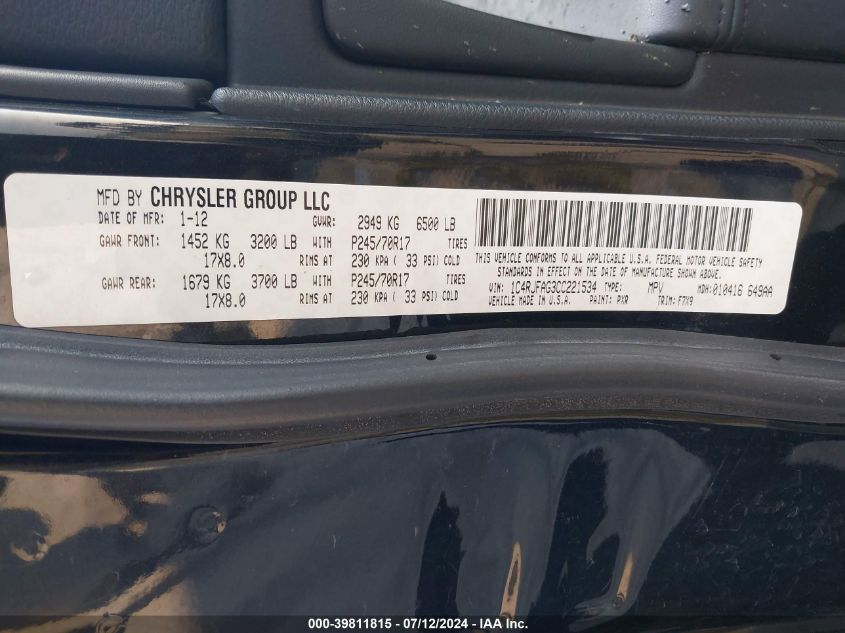 MFD BY CHRYSLER GROUP LLC
DATE OF MFR: 1-12 GVWR: 2949 KG 6500 LB
GAWR FRONT: 1452 KG 3200 LB WITH P245/70R17 TIRES
17X8.0 RIMS AT 230 KPA ( 33 PSI) COLD
GAWR REAR: 1679 KG 3700 LB WITH P245/70R17 TIRES
17X8.0 RIMS AT 230 KPA ( 33 PSI) COLD
THIS VEHICLE CONFORMS TO ALL APPLICABLE U.S.A. FEDERAL MOTOR VEHICLE SAFETY
STANDARDS IN EFFECT ON THE DATE OF MANUFACTURE SHOWN ABOVE.
VIN: 1C4RJFAG3CC221534 TYPE: MPV MDH: 010416 649AA
VEHICLE MADE IN U.S.A. PAINT: PXR TRIM: F7X9
000-39811815 - 07/12/2024 - IAA Inc.